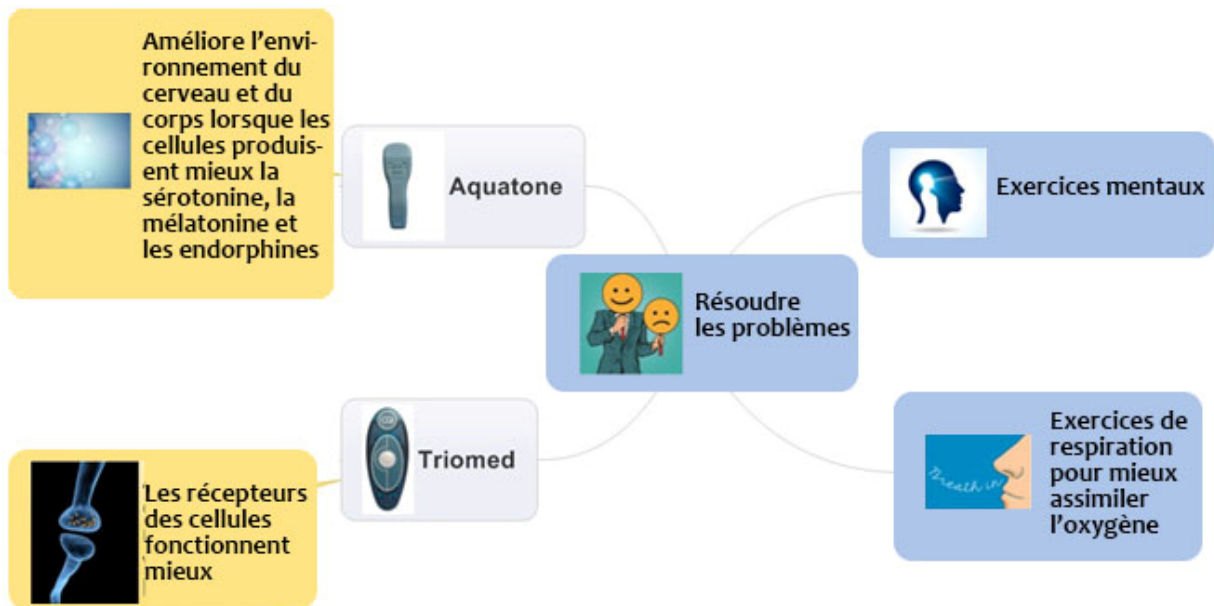 Améliore l'envi-
ronnement du
cerveau et du
corps lorsque les
cellules produis-
ent mieux la
sérotonine, la
mélatonine et
les endorphines
Aquatone
Exercices mentaux
Résoudre
les problèmes
Triomed
Les récepteurs
des cellules
fonctionnent
mieux
Breath in
Exercices de
respiration
pour mieux
assimiler
l'oxygène